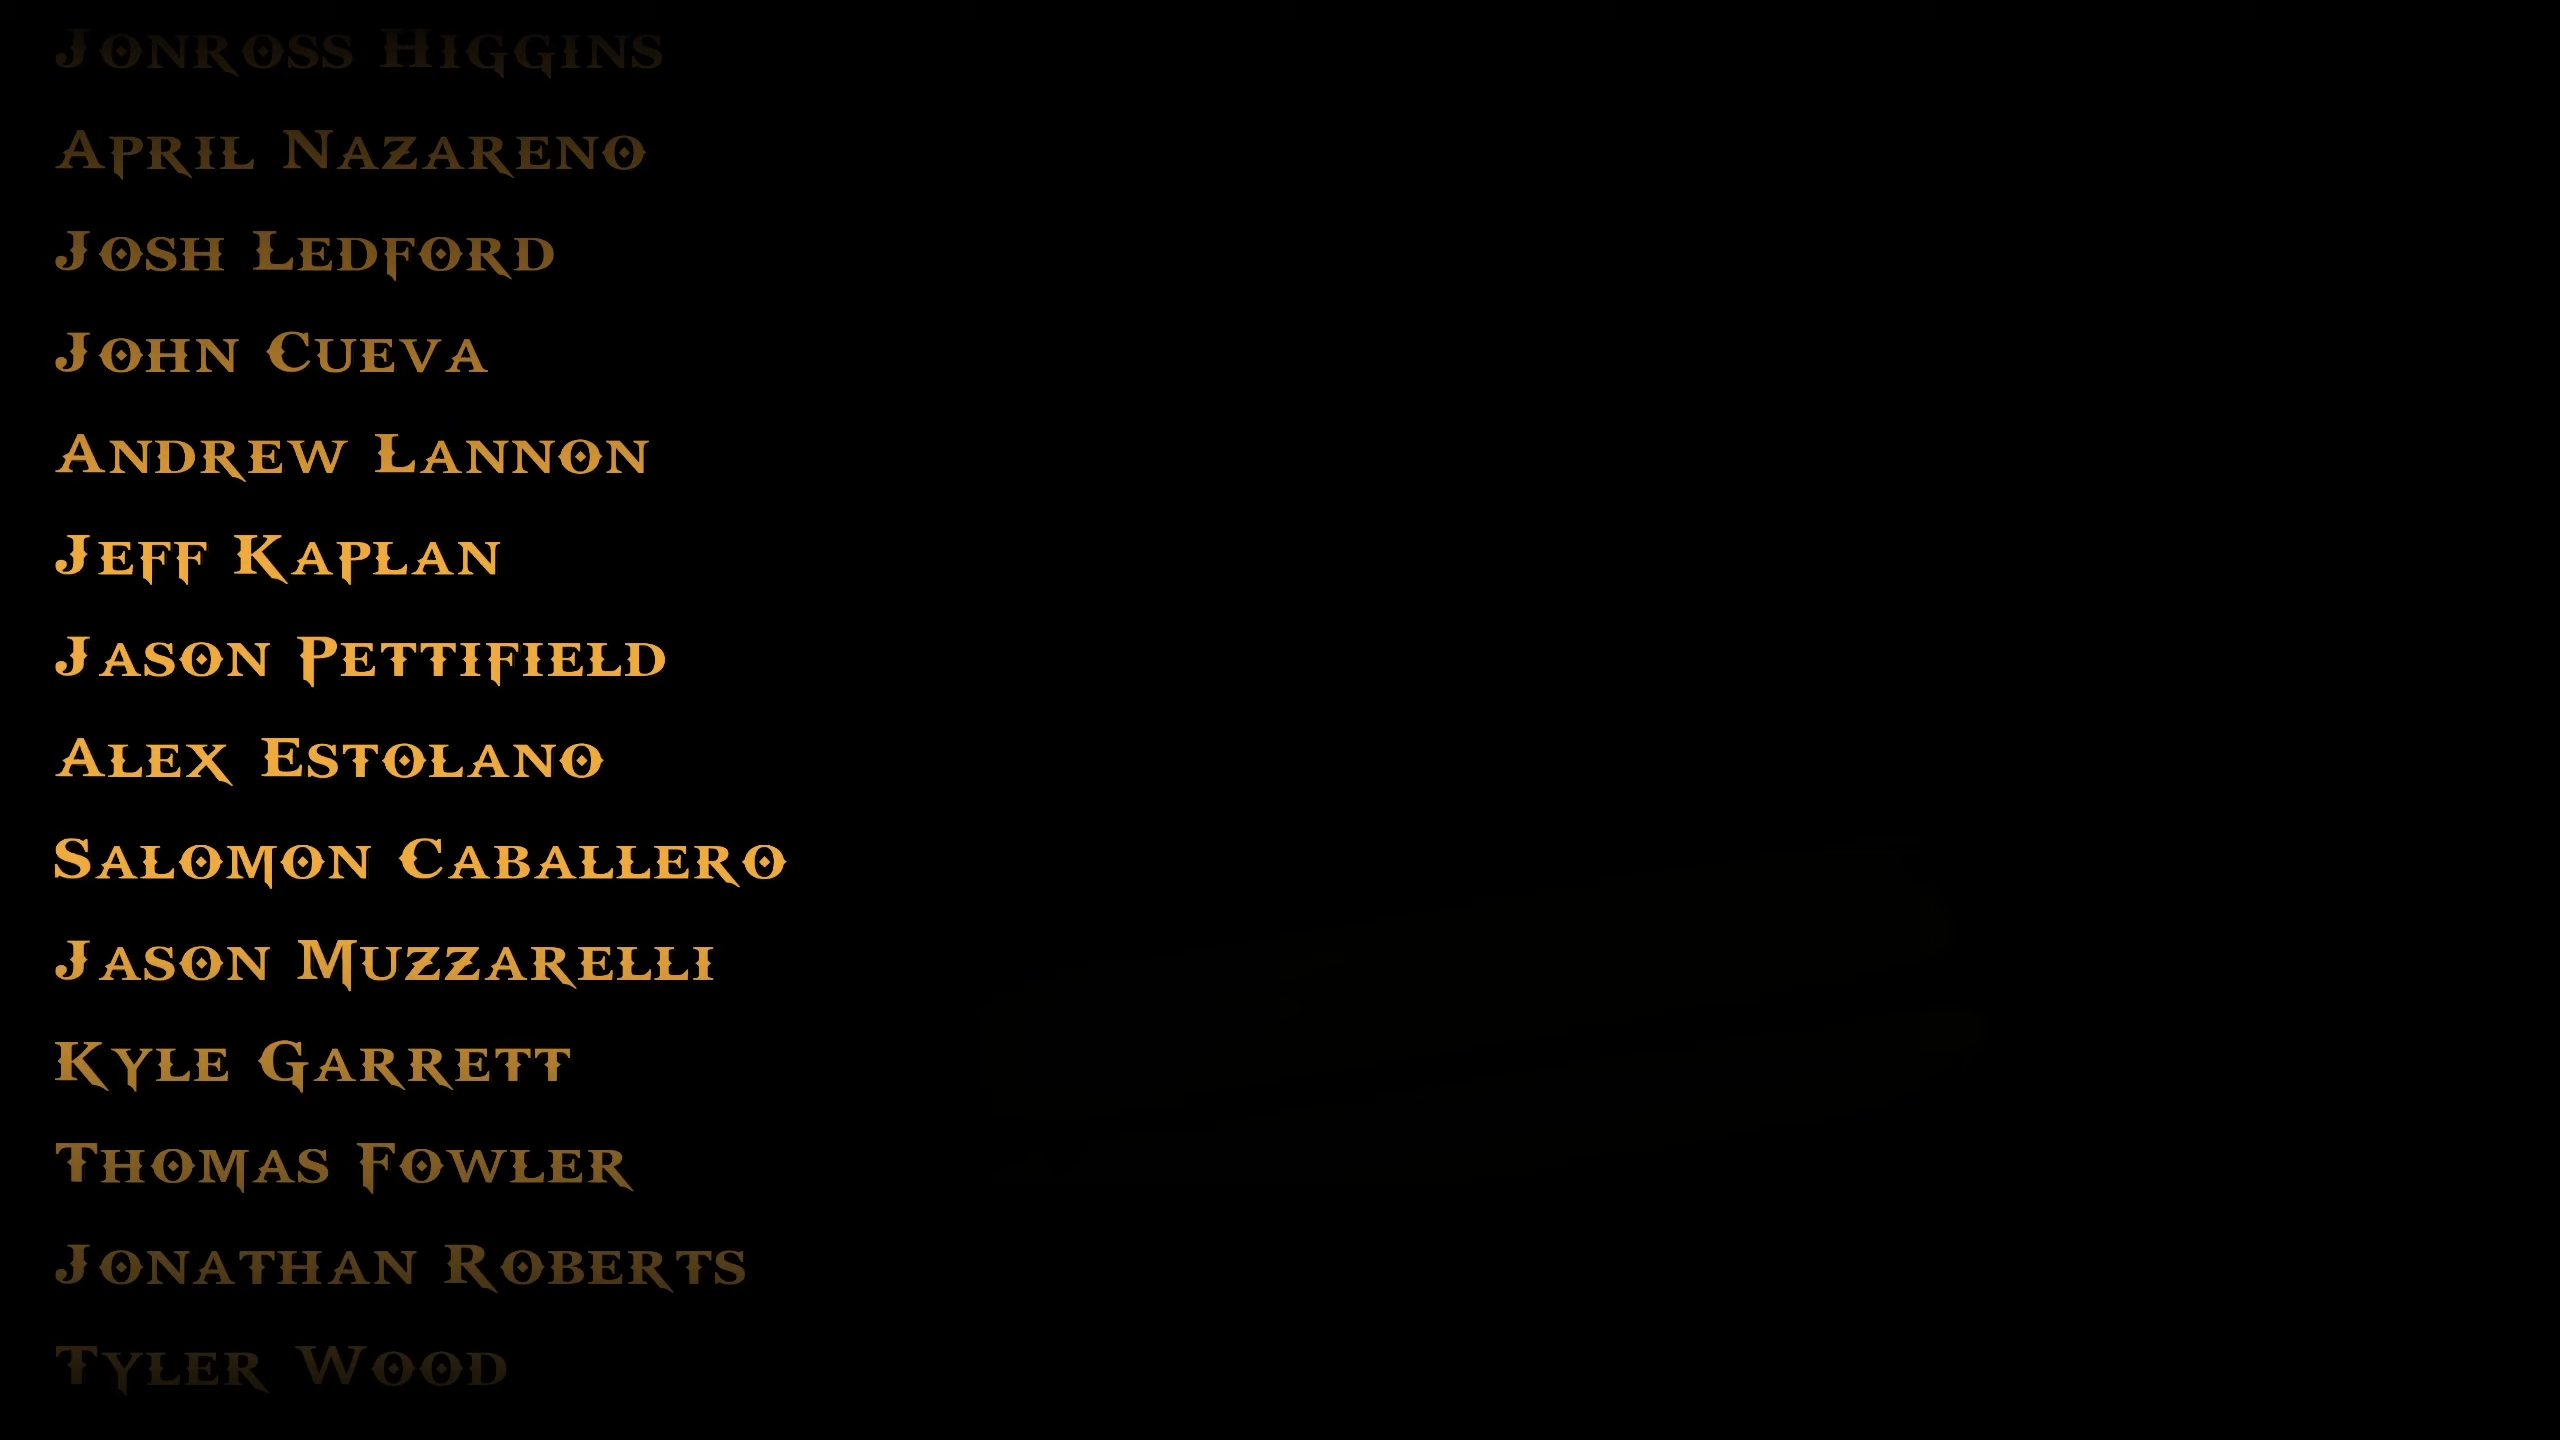 Jonross Higgins
April Nazareno
Josh Ledford
John Cueva
Andrew Lannon
Jeff Kaplan
Jason Pettifield
Alex Estolano
Salomon Caballero
Jason Muzzarelli
Kyle Garrett
Thomas Fowler
Jonathan Roberts
Tyler Wood